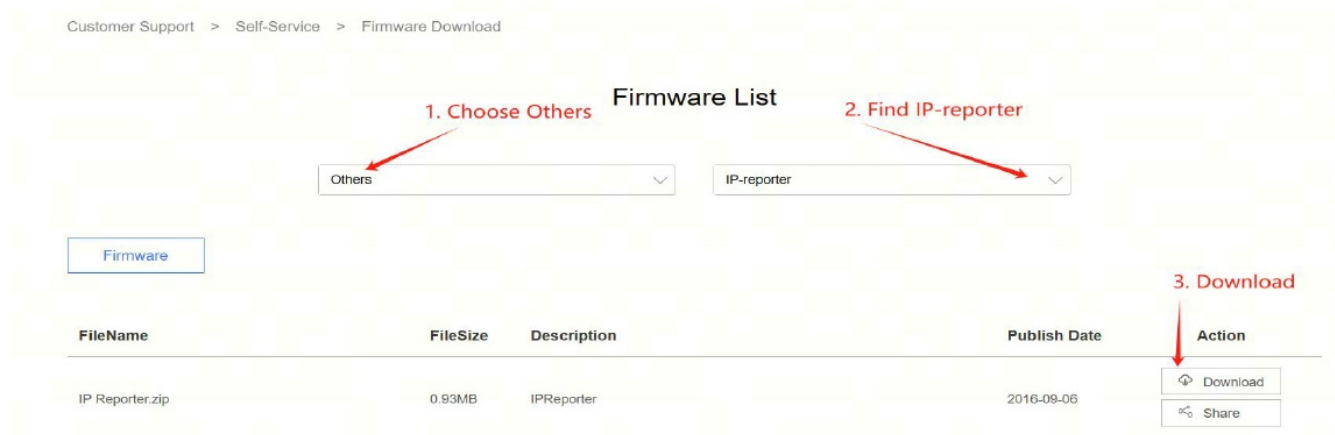 Customer Support > Self-Service > Firmware Download
Firmware List
1. Choose Others
2. Find IP-reporter
Others
IP-reporter
Firmware
3. Download
FileName FileSize Description Publish Date Action
IP Reporter.zip 0.93MB IPReporter 2016-09-06
Download
Share